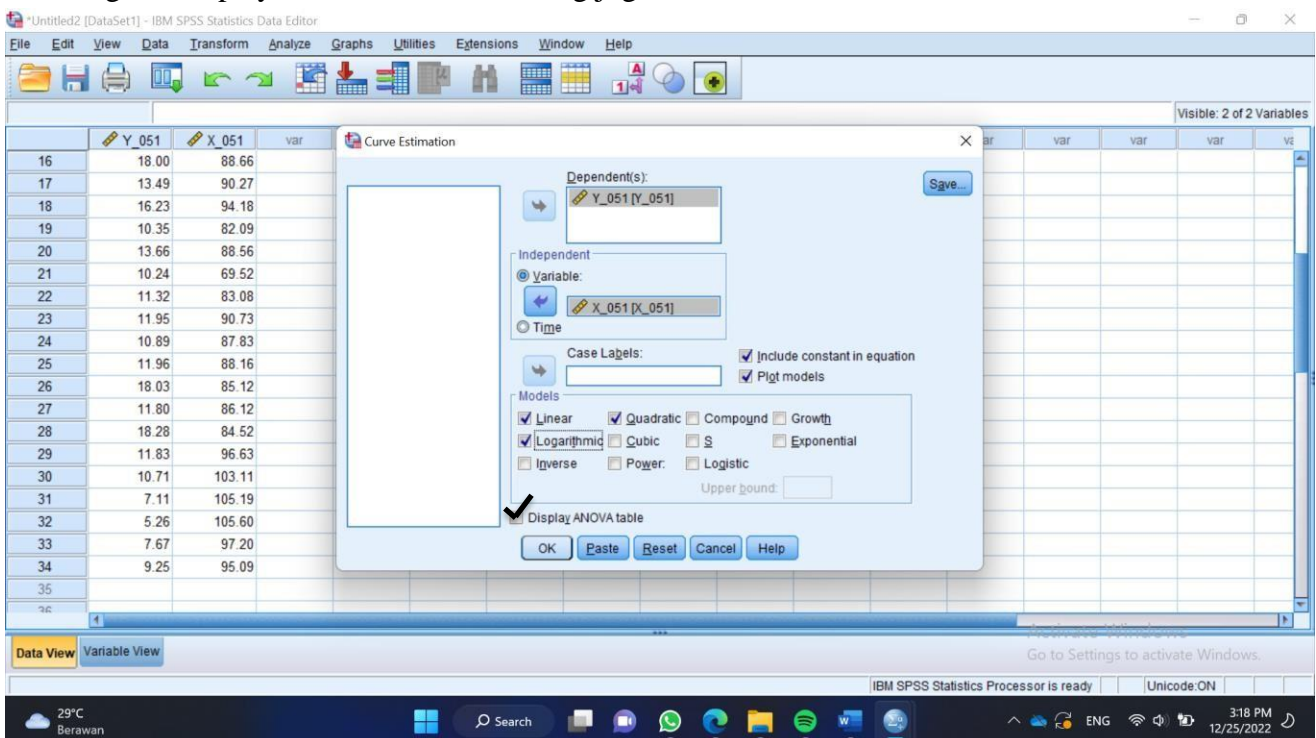 *Untitled2 [DataSet1] - IBM SPSS Statistics Data Editor
File Edit View Data Transform Analyze Graphs Utilities Extensions Window Help
Visible: 2 of 2 Variables
Y_051 X_051 var var var var var
16 18.00 88.66
17 13.49 90.27
18 16.23 94.18
19 10.35 82.09
20 13.66 88.56
21 10.24 69.52
22 11.32 83.08
23 11.95 90.73
24 10.89 87.83
25 11.96 88.16
26 18.03 85.12
27 11.80 86.12
28 18.28 84.52
29 11.83 96.63
30 10.71 103.11
31 7.11 105.19
32 5.26 105.60
33 7.67 97.20
34 9.25 95.09
35
36
Curve Estimation
Dependent(s):
Y_051 [Y_051]
Save...
Independent
Variable:
X_051 [X_051]
Time
Case Labels:
Include constant in equation
Plot models
Models
Linear Quadratic Compound Growth
Logarithmic Cubic S Exponential
Inverse Power: Logistic
Upper bound:
Display ANOVA table
OK Paste Reset Cancel Help
Data View Variable View
Activate Windows
Go to Settings to activate Windows.
IBM SPSS Statistics Processor is ready Unicode:ON
29°C
Berawan
Search
ENG
3:18 PM
12/25/2022